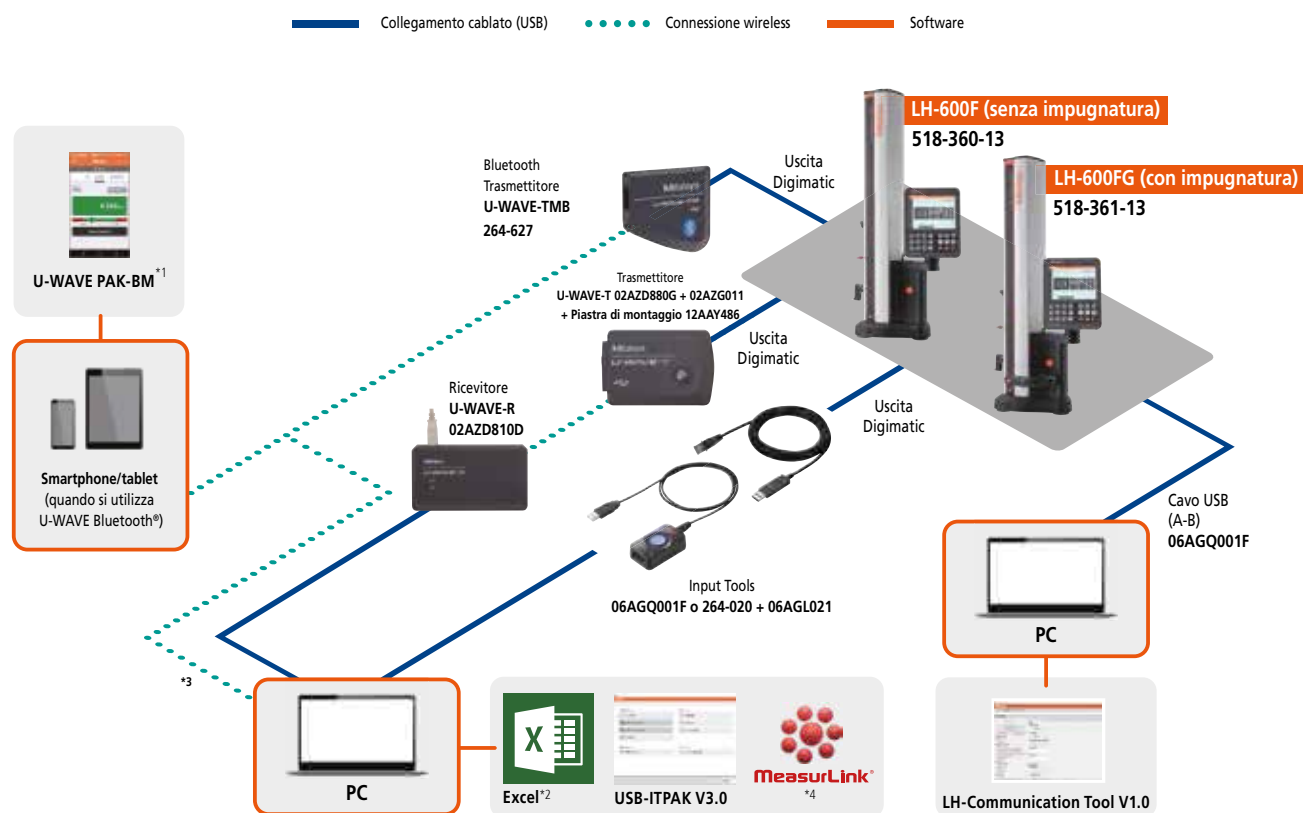 Collegamento cablato (USB)
Connessione wireless
Software
LH-600F (senza impugnatura)
518-360-13
LH-600FG (con impugnatura)
518-361-13
Bluetooth
Trasmettitore
U-WAVE-TMB
264-627
Uscita
Digimatic
U-WAVE PAK-BM*1
Trasmettitore
U-WAVE-T 02AZD880G + 02AZG011
+ Piastra di montaggio 12AAY486
Mitutoyo
Uscita
Digimatic
Ricevitore
U-WAVE-R
02AZD810D
Uscita
Digimatic
Smartphone/tablet
(quando si utilizza
U-WAVE Bluetooth®)
Cavo USB
(A-B)
06AGQ001F
Input Tools
06AGQ001F o 264-020 + 06AGL021
PC
*3
PC
X
Excel*2
USB-ITPAK V3.0
MeasurLink®
*4
LH-Communication Tool V1.0